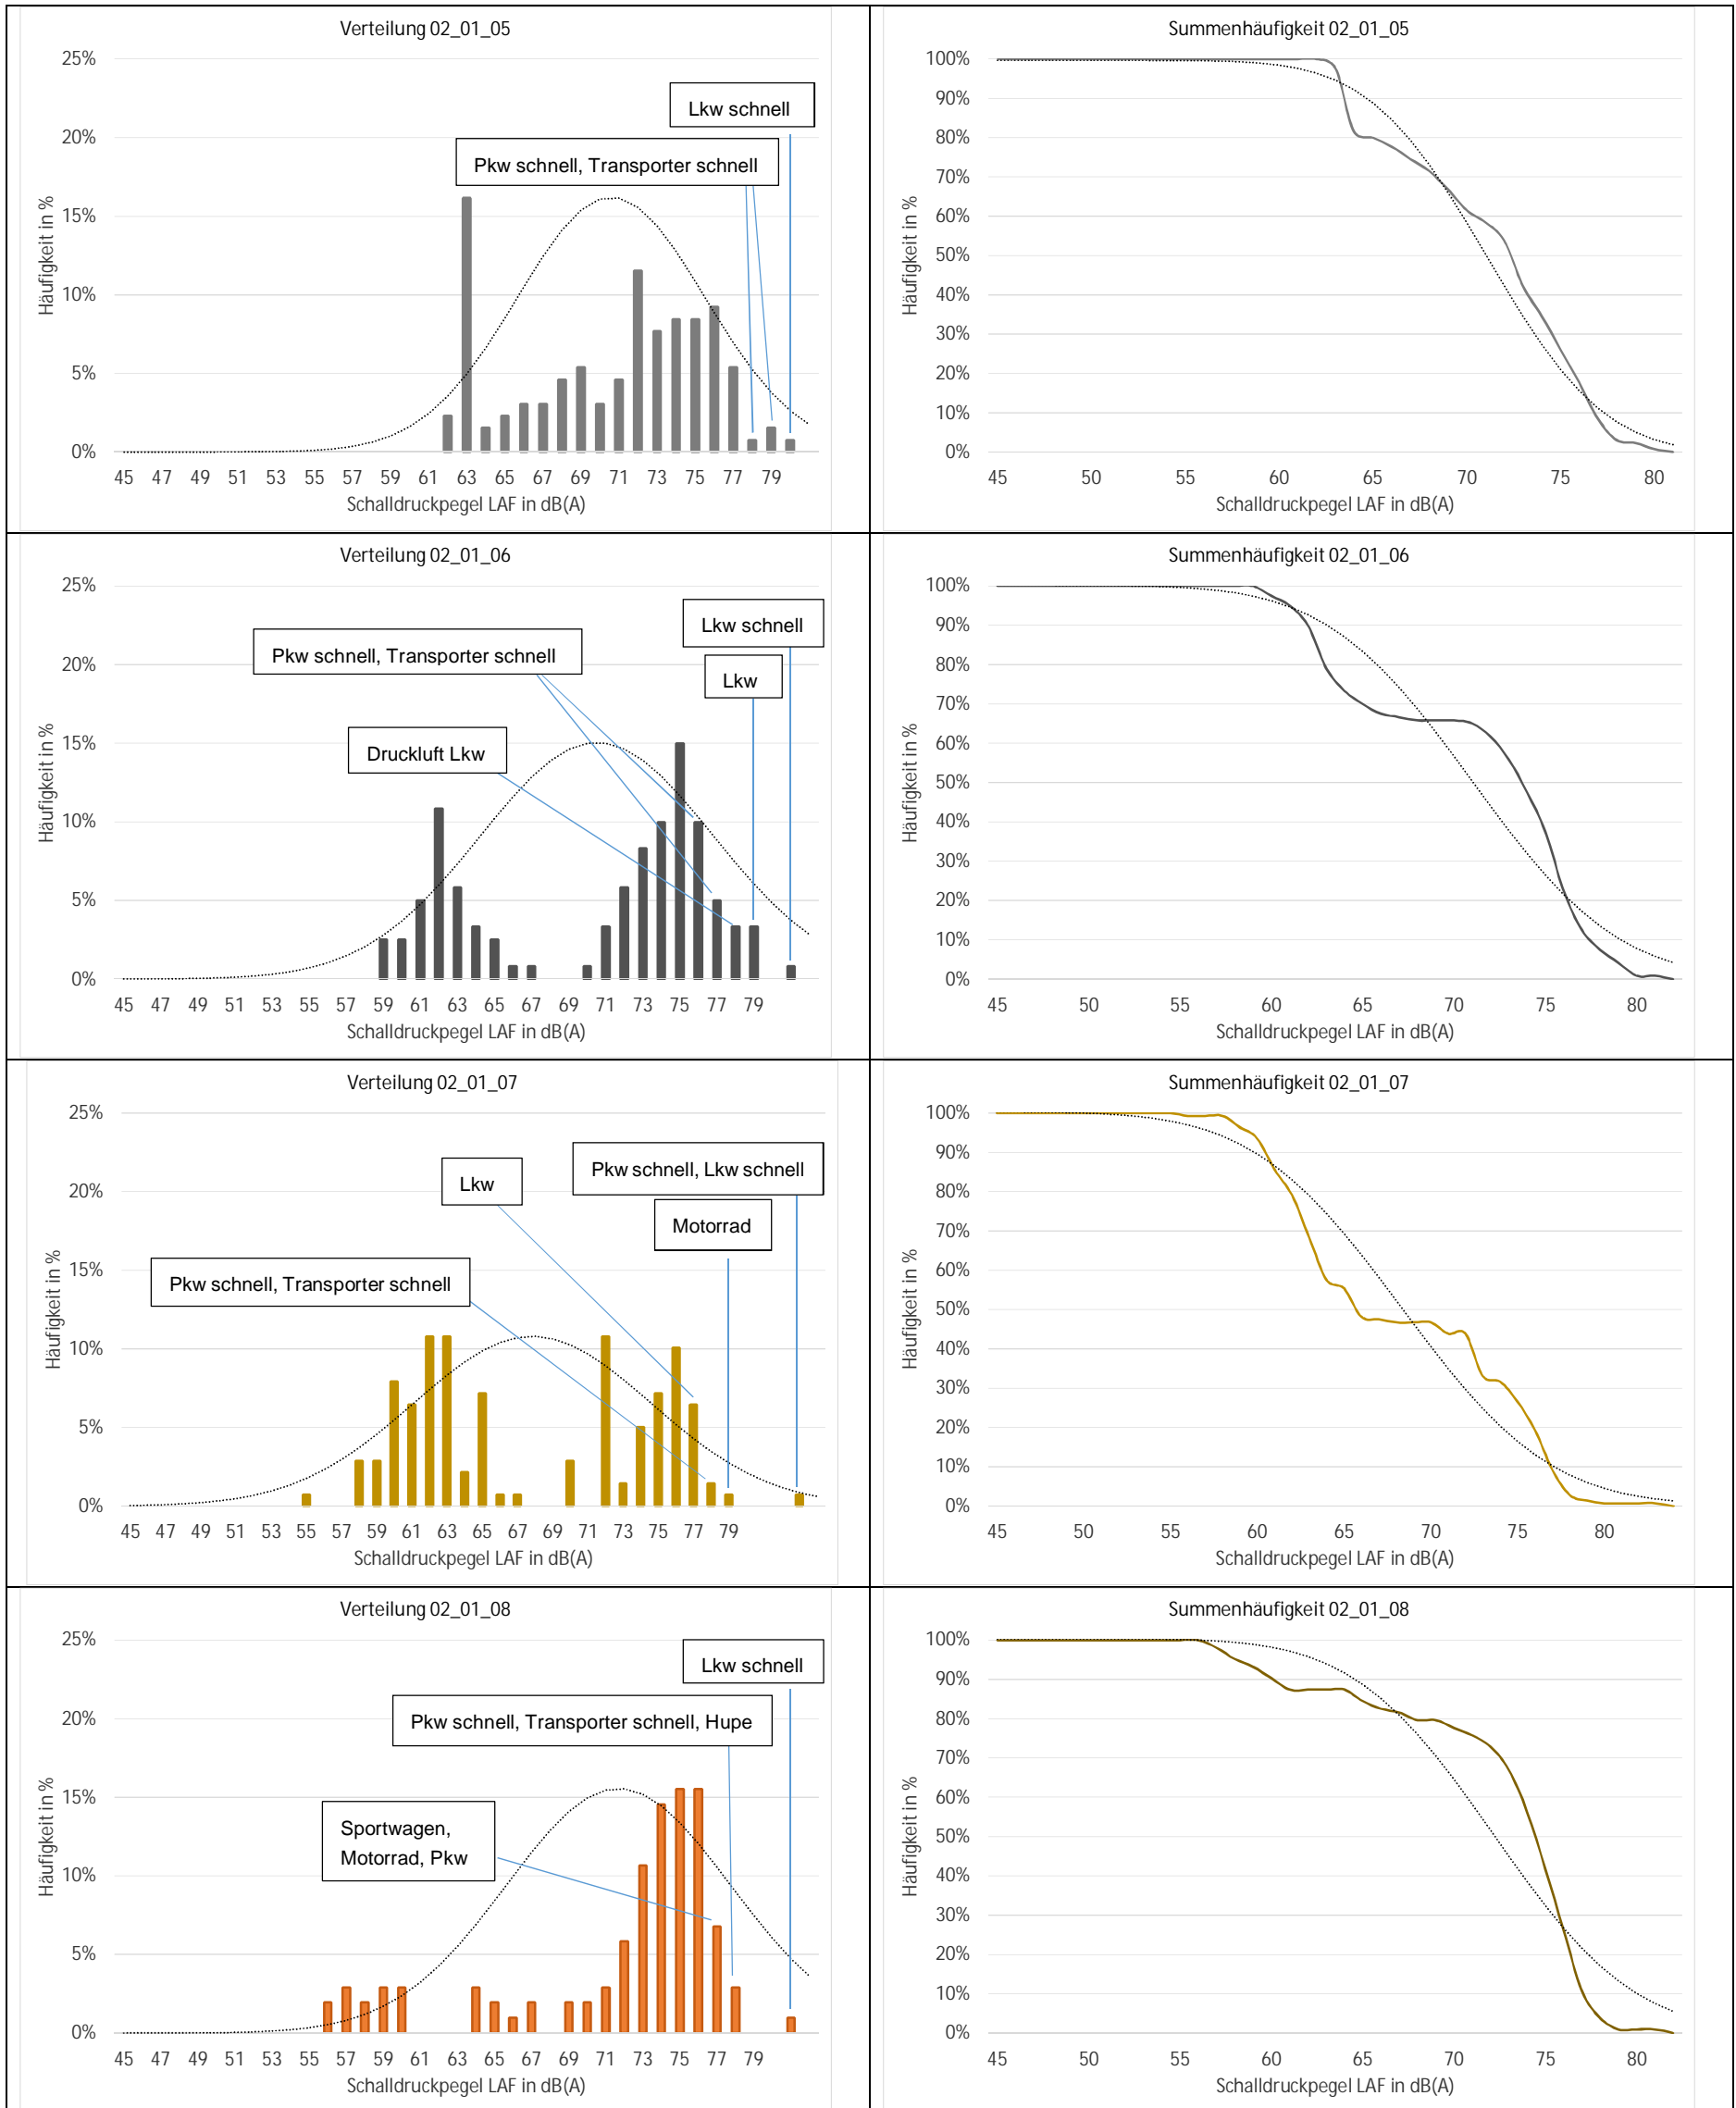 Verteilung 02_01_05
25%
20%
15%
10%
5%
0%
Häufigkeit in %
Lkw schnell
Pkw schnell, Transporter schnell
45 47 49 51 53 55 57 59 61 63 65 67 69 71 73 75 77 79
Schalldruckpegel LAF in dB(A)
Summenhäufigkeit 02_01_05
100%
90%
80%
70%
60%
50%
40%
30%
20%
10%
0%
Häufigkeit in %
45 50 55 60 65 70 75 80
Schalldruckpegel LAF in dB(A)
Verteilung 02_01_06
25%
20%
15%
10%
5%
0%
Häufigkeit in %
Lkw schnell
Pkw schnell, Transporter schnell
Lkw
Druckluft Lkw
45 47 49 51 53 55 57 59 61 63 65 67 69 71 73 75 77 79
Schalldruckpegel LAF in dB(A)
Summenhäufigkeit 02_01_06
100%
90%
80%
70%
60%
50%
40%
30%
20%
10%
0%
Häufigkeit in %
45 50 55 60 65 70 75 80
Schalldruckpegel LAF in dB(A)
Verteilung 02_01_07
25%
20%
15%
10%
5%
0%
Häufigkeit in %
Pkw schnell, Lkw schnell
Lkw
Motorrad
Pkw schnell, Transporter schnell
45 47 49 51 53 55 57 59 61 63 65 67 69 71 73 75 77 79
Schalldruckpegel LAF in dB(A)
Summenhäufigkeit 02_01_07
100%
90%
80%
70%
60%
50%
40%
30%
20%
10%
0%
Häufigkeit in %
45 50 55 60 65 70 75 80
Schalldruckpegel LAF in dB(A)
Verteilung 02_01_08
25%
20%
15%
10%
5%
0%
Häufigkeit in %
Lkw schnell
Pkw schnell, Transporter schnell, Hupe
Sportwagen,
Motorrad, Pkw
45 47 49 51 53 55 57 59 61 63 65 67 69 71 73 75 77 79
Schalldruckpegel LAF in dB(A)
Summenhäufigkeit 02_01_08
100%
90%
80%
70%
60%
50%
40%
30%
20%
10%
0%
Häufigkeit in %
45 50 55 60 65 70 75 80
Schalldruckpegel LAF in dB(A)